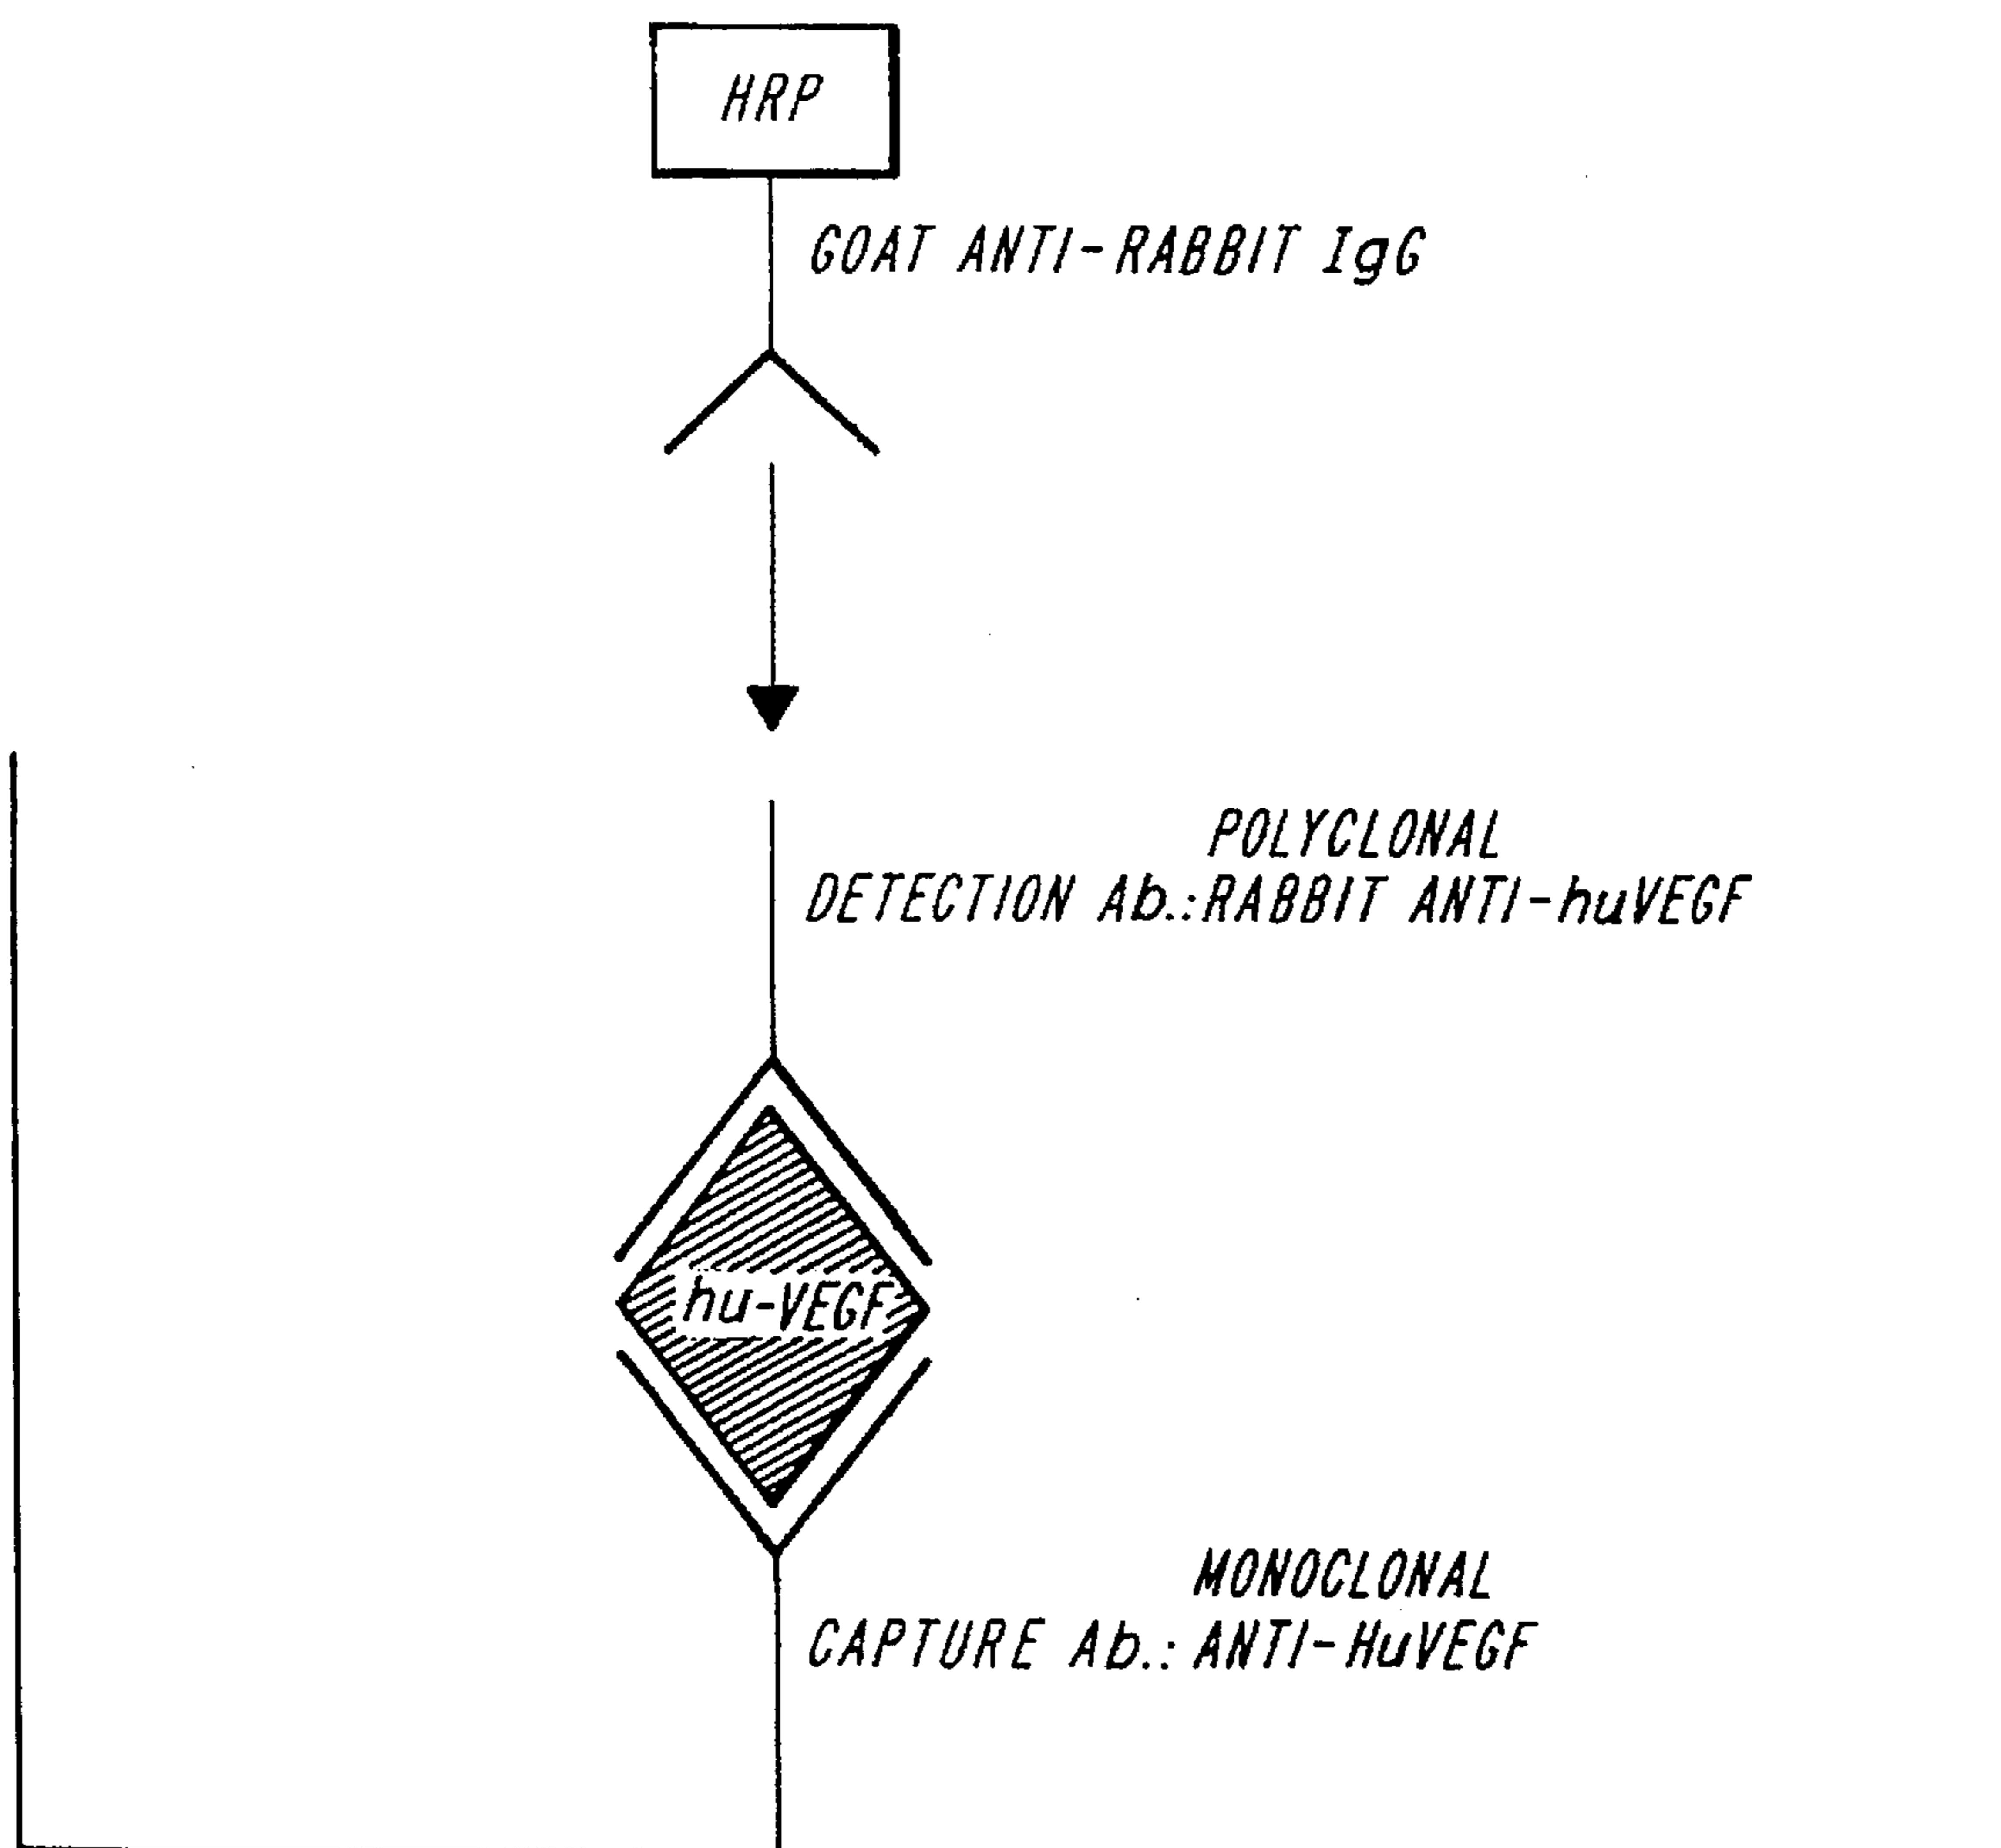 HRP
GOAT ANTI-RABBIT IgG
POLYCLONAL
DETECTION Ab.:RABBIT ANTI-huVEGF
hu-VEGF
MONOCLONAL
CAPTURE Ab.: ANTI-HuVEGF